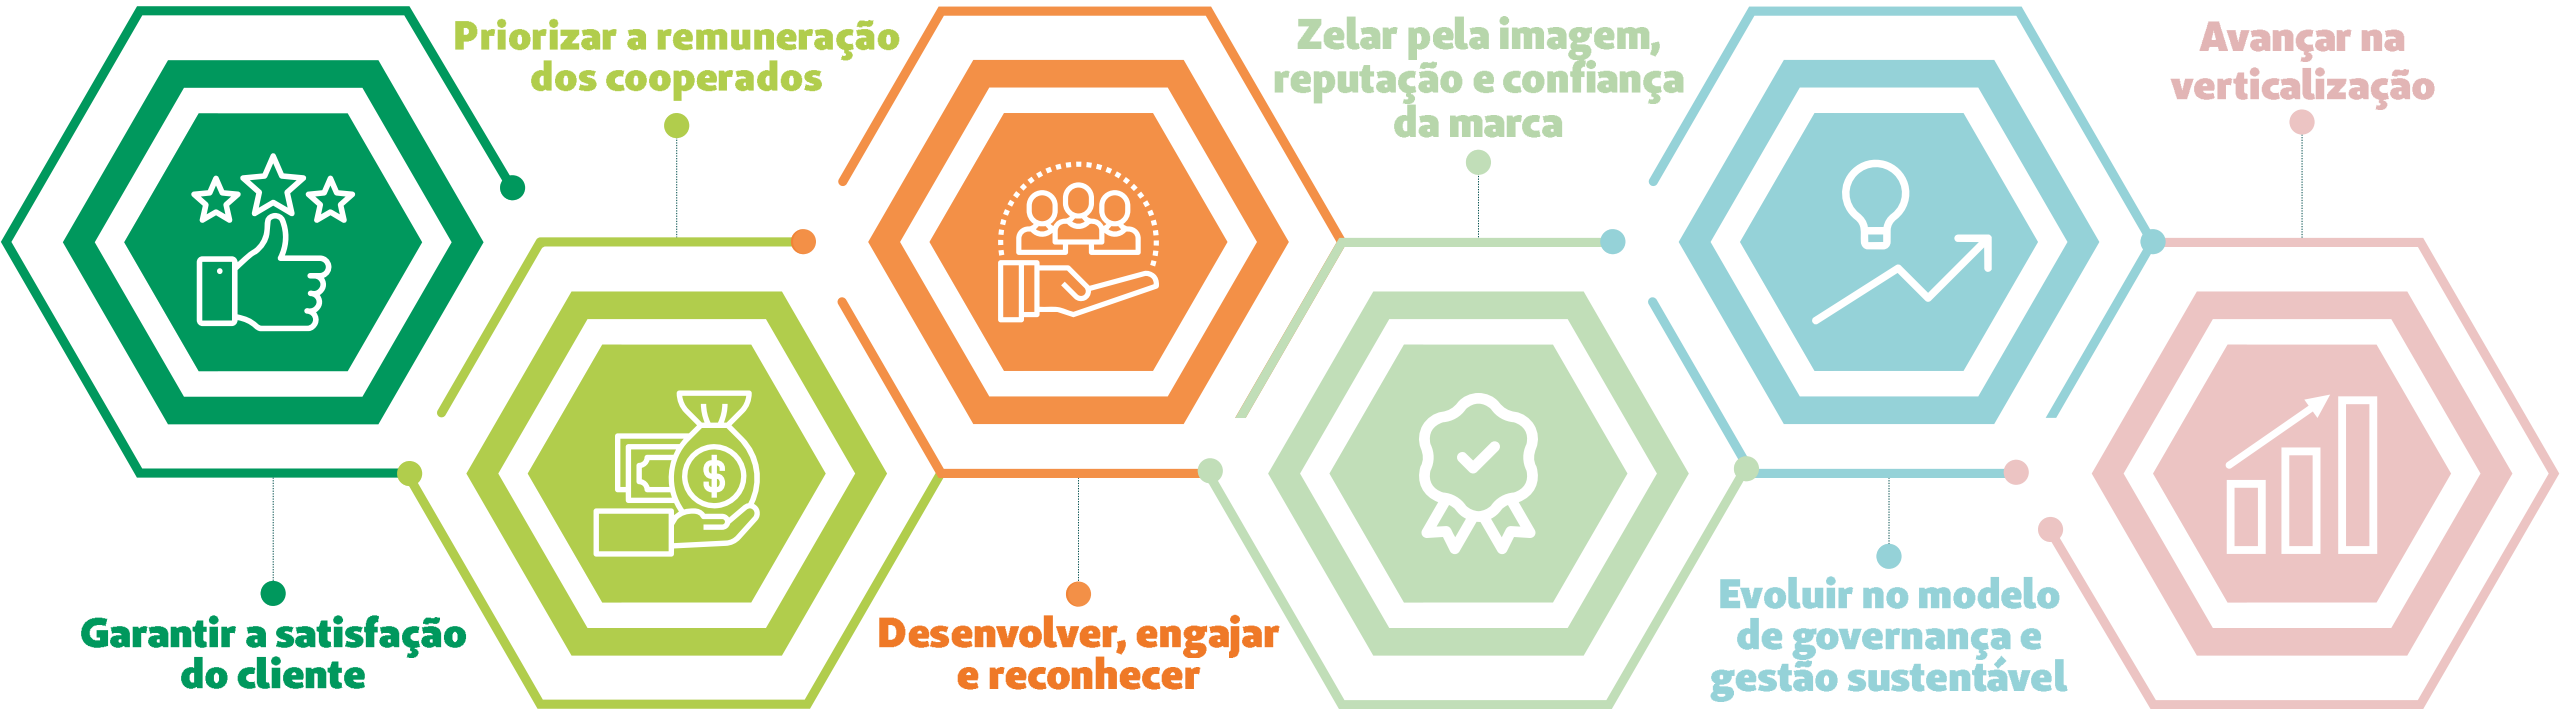 Garantir a satisfação
do cliente
Priorizar a remuneração
dos cooperados
$
Desenvolver, engajar
e reconhecer
Zelar pela imagem,
reputação e confiança
da marca
Evoluir no modelo
de governança e
gestão sustentável
Avançar na
verticalização